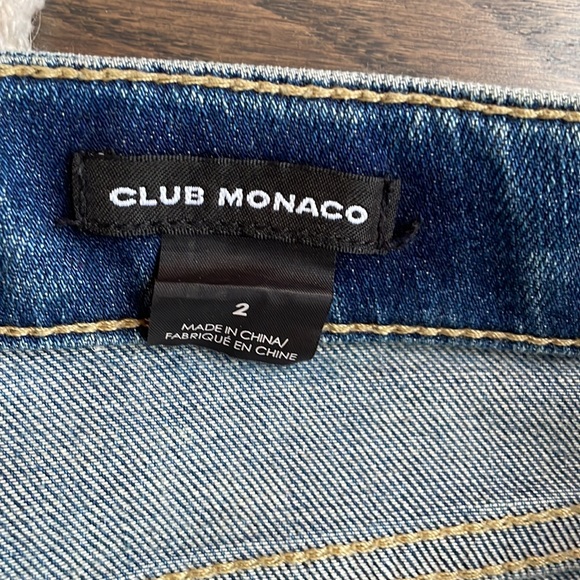 CLUB MONACO
2
MADE IN CHINA/
FABRIQUÉ EN CHINE